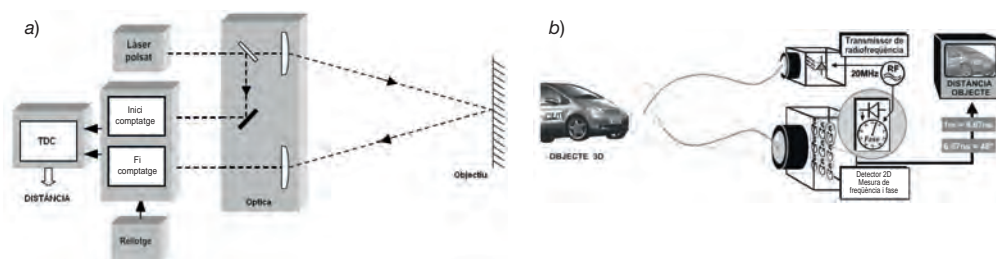 a)
Làser
polsat
Inici
comptatge
TDC
Fi
comptatge
DISTÀNCIA
Rellotge
Òptica
Objectiu
b)
Transmissor de
radiofreqüència
20MHz
RF
Fase
OBJECTE 3D
DISTÀNCIA
OBJECTE
1m = 6.67ns
6.67ns = 48°
Detector 2D
Mesura de
freqüència i fase